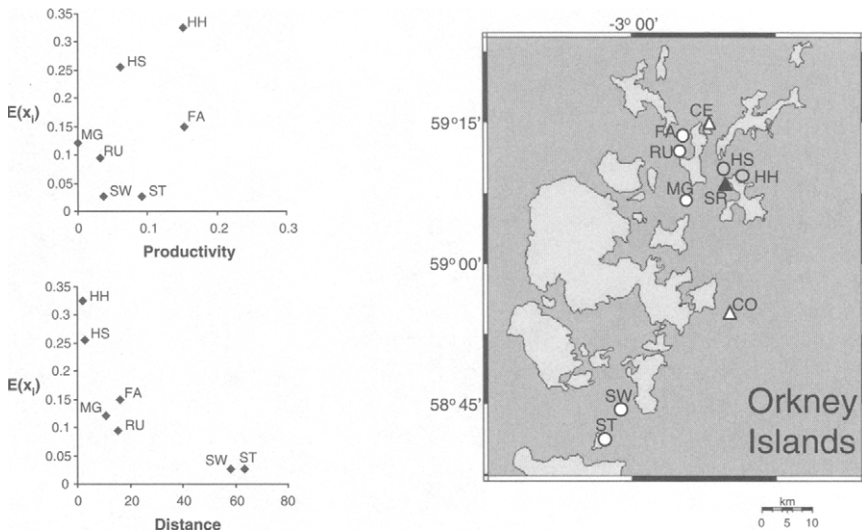 0.35
0.3
0.25
0.2
0.15
0.1
0.05
0
E(xᵢ)
HH
HS
FA
MG
RU
SW ST
0 0.1 0.2 0.3
Productivity
0.35
0.3
0.25
0.2
0.15
0.1
0.05
0
E(xᵢ)
HH
HS
FA
MG
RU
SW ST
0 20 40 60 80
Distance
-3° 00'
59° 15'
59° 00'
58° 45'
CE
FA
RU
HS
HH
MG SR
CO
SW
ST
Orkney
Islands
km
0 5 10